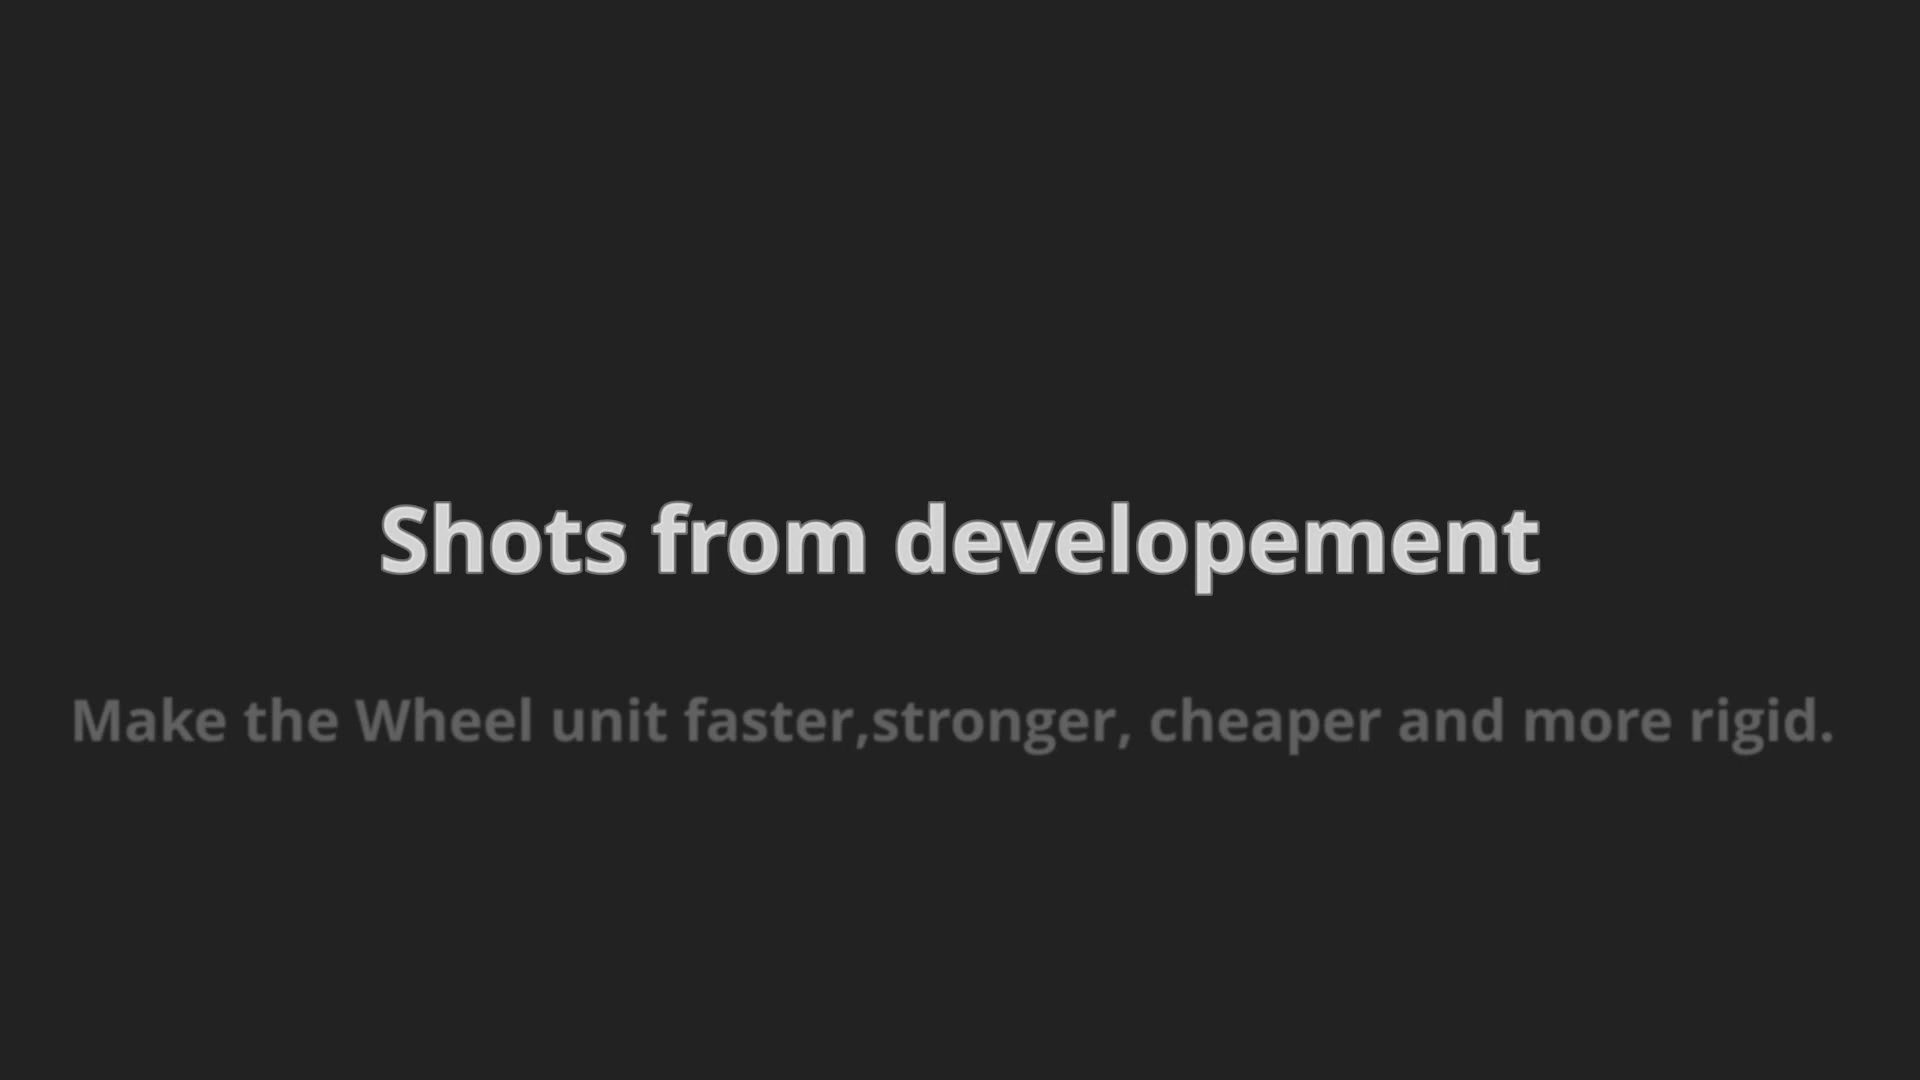 Shots from developement
Make the Wheel unit faster,stronger, cheaper and more rigid.